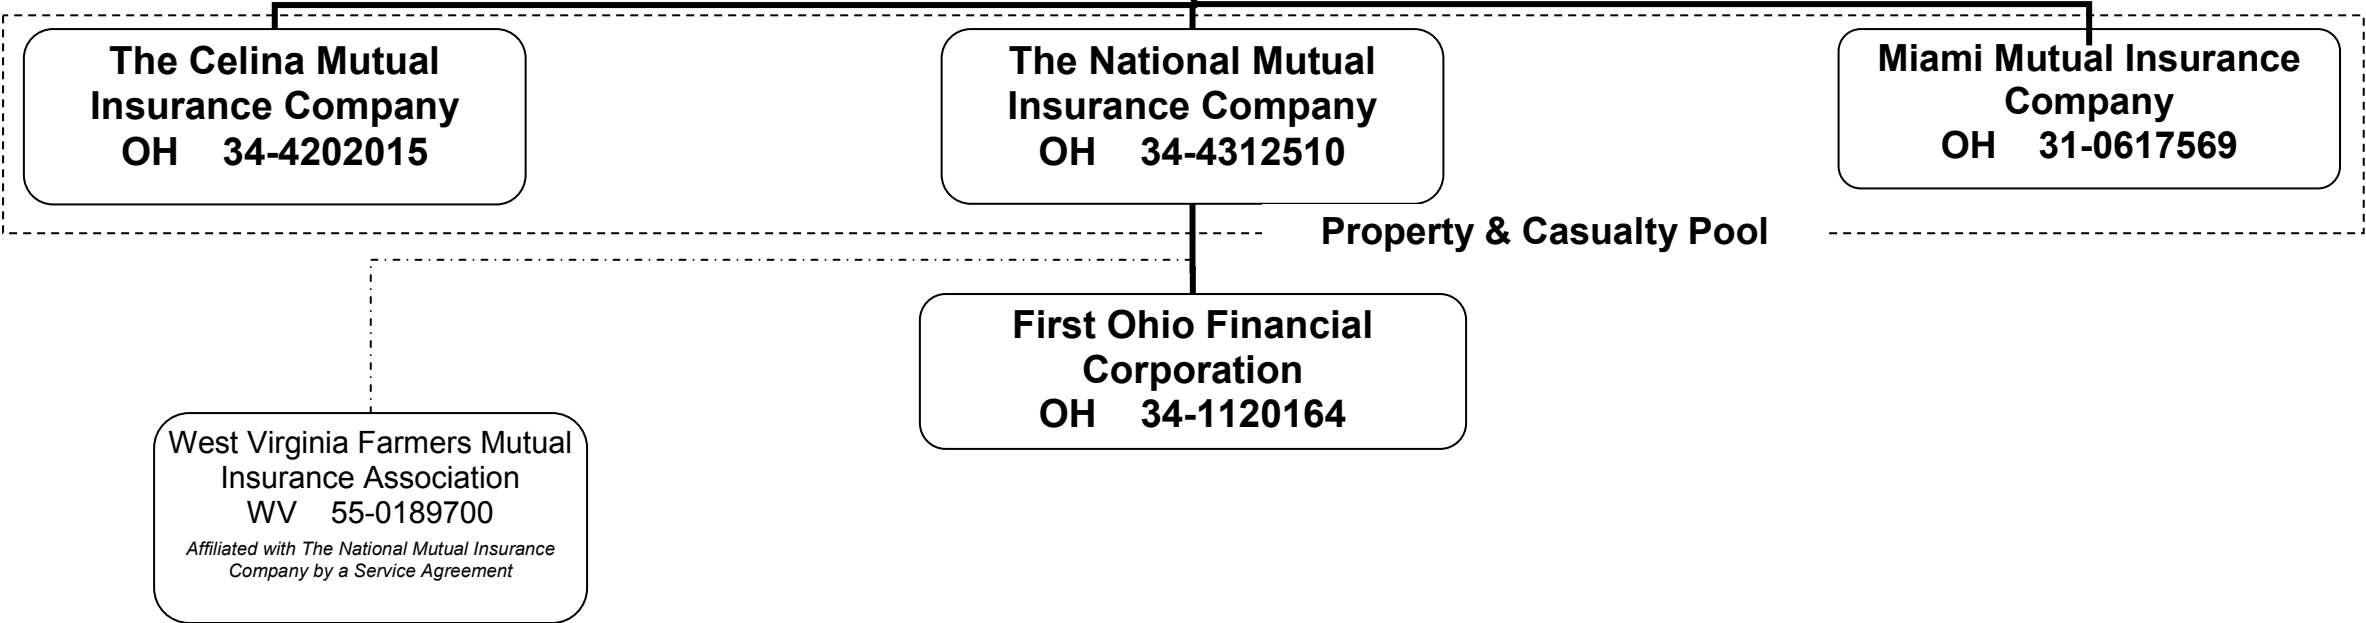 The Celina Mutual
Insurance Company
OH 34-4202015
The National Mutual
Insurance Company
OH 34-4312510
Miami Mutual Insurance
Company
OH 31-0617569
Property & Casualty Pool
First Ohio Financial
Corporation
OH 34-1120164
West Virginia Farmers Mutual
Insurance Association
WV 55-0189700
Affiliated with The National Mutual Insurance
Company by a Service Agreement